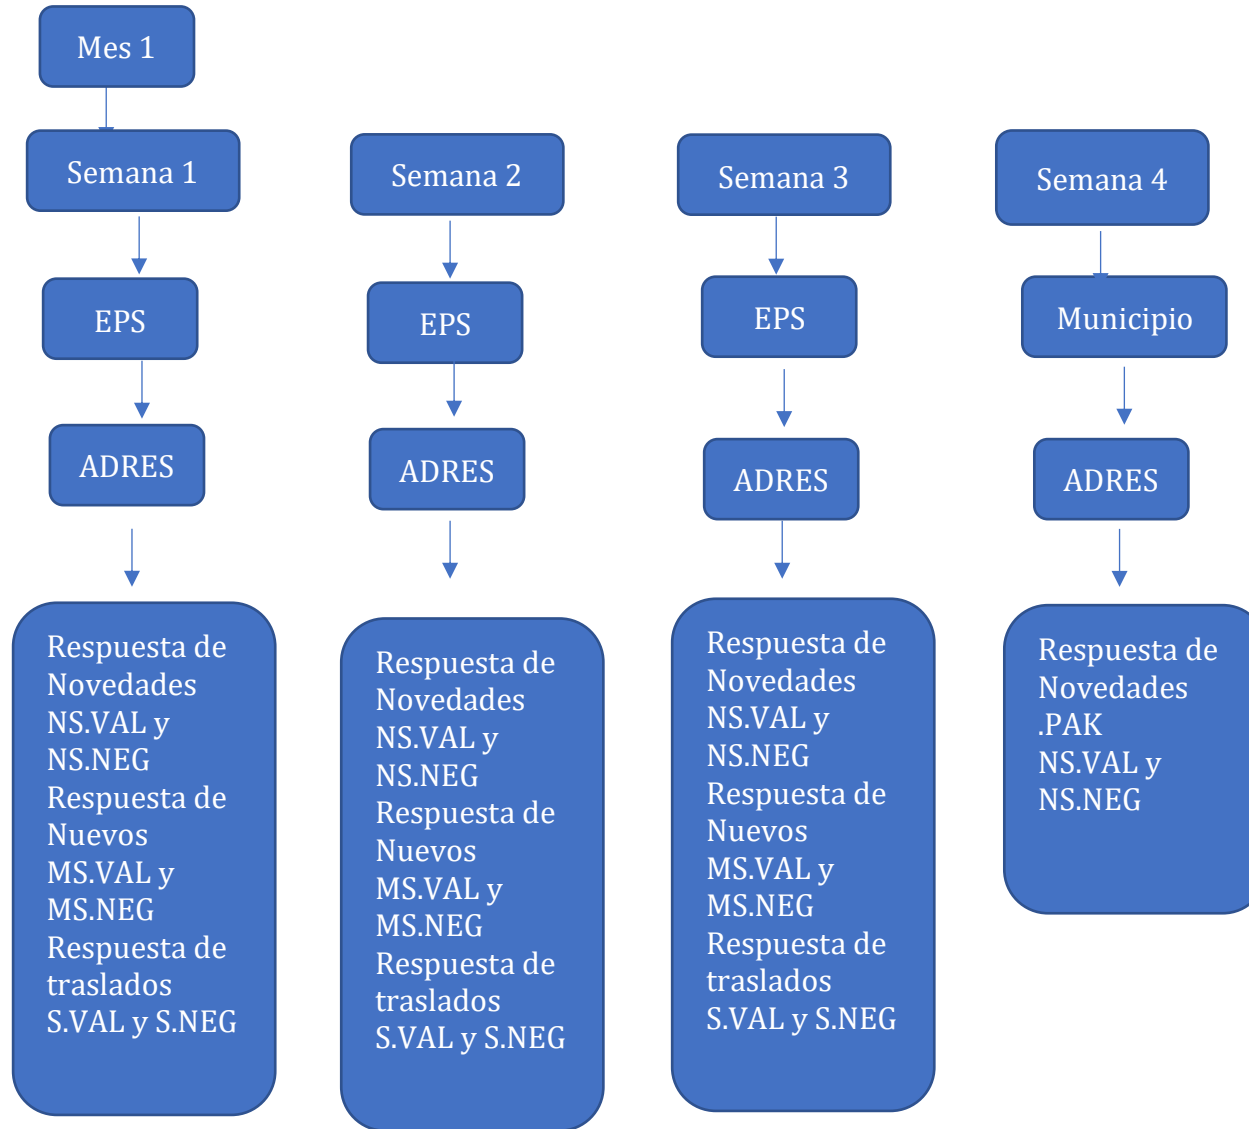 Mes 1
Semana 1
Semana 2
Semana 3
Semana 4
EPS
EPS
EPS
Municipio
ADRES
ADRES
ADRES
ADRES
Respuesta de
Novedades
NS.VAL y
NS.NEG
Respuesta de
Nuevos
MS.VAL y
MS.NEG
Respuesta de
traslados
S.VAL y S.NEG
Respuesta de
Novedades
NS.VAL y
NS.NEG
Respuesta de
Nuevos
MS.VAL y
MS.NEG
Respuesta de
traslados
S.VAL y S.NEG
Respuesta de
Novedades
NS.VAL y
NS.NEG
Respuesta de
Nuevos
MS.VAL y
MS.NEG
Respuesta de
traslados
S.VAL y S.NEG
Respuesta de
Novedades
.PAK
NS.VAL y
NS.NEG